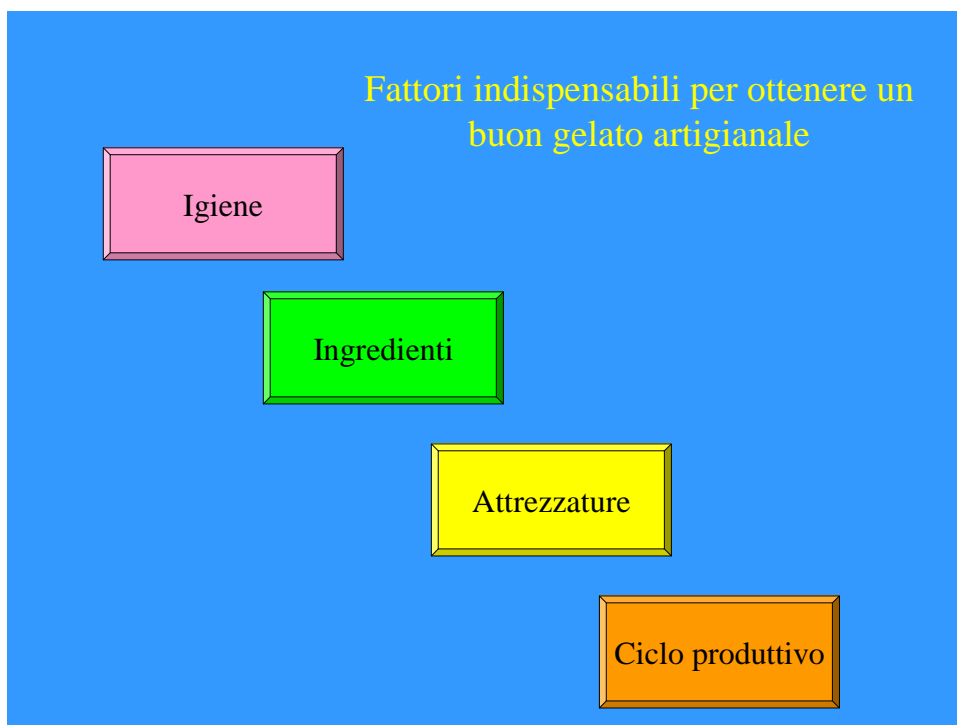 Fattori indispensabili per ottenere un
buon gelato artigianale
Igiene
Ingredienti
Attrezzature
Ciclo produttivo